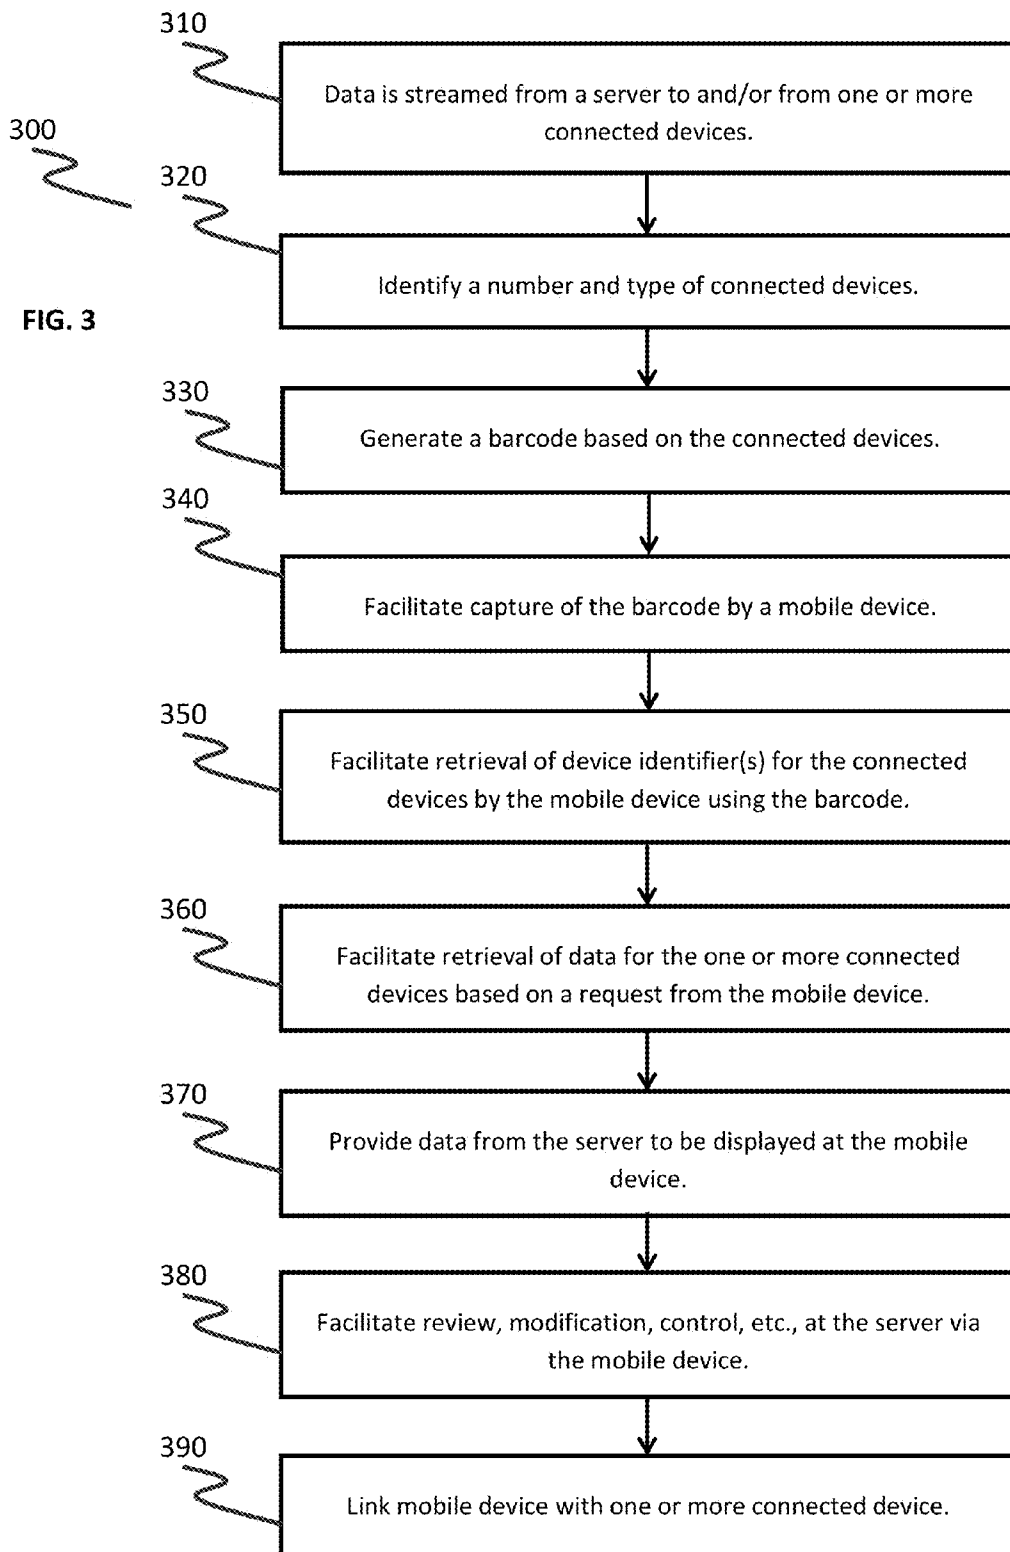 310
Data is streamed from a server to and/or from one or more
connected devices.
300
320
Identify a number and type of connected devices.
FIG. 3
330
Generate a barcode based on the connected devices.
340
Facilitate capture of the barcode by a mobile device.
350
Facilitate retrieval of device identifier(s) for the connected
devices by the mobile device using the barcode.
360
Facilitate retrieval of data for the one or more connected
devices based on a request from the mobile device.
370
Provide data from the server to be displayed at the mobile
device.
380
Facilitate review, modification, control, etc., at the server via
the mobile device.
390
Link mobile device with one or more connected device.